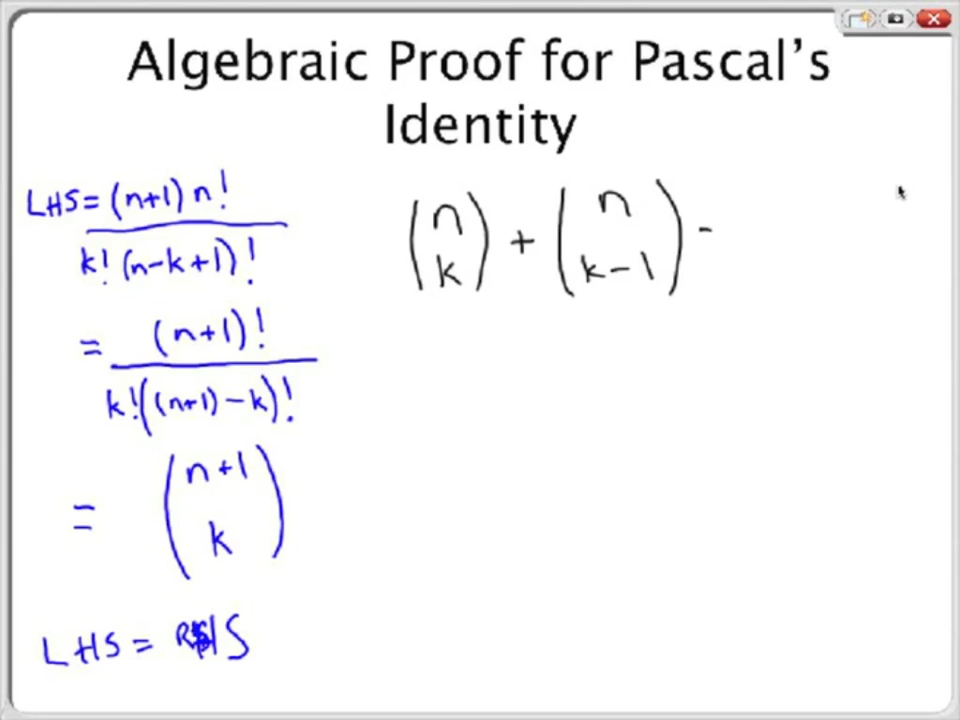 Algebraic Proof for Pascal's
Identity
LHS = (n+1) n!
k! (n-k+1)!
= (n+1)!
k!((n+1)-k)!
= (n+1
k)
LHS = RHS
(n
k) + (n
k-1) -